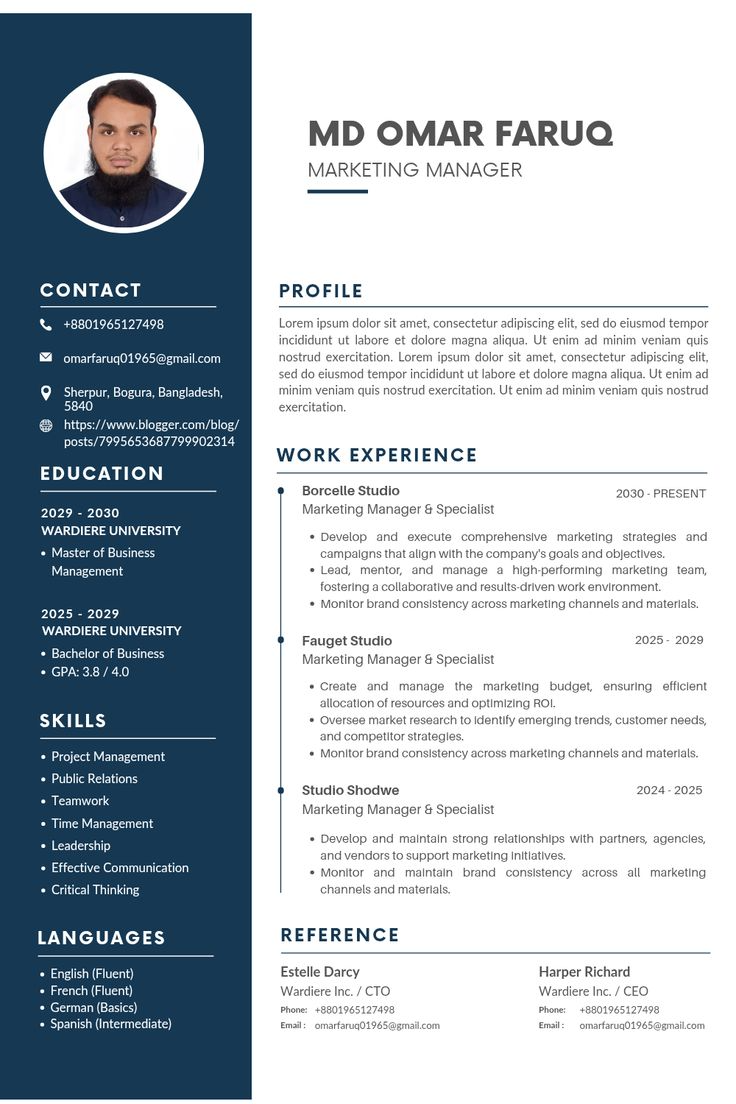 MD OMAR FARUQ
MARKETING MANAGER
CONTACT
+8801965127498
omarfaruq01965@gmail.com
Sherpur, Bogura, Bangladesh,
5840
https://www.blogger.com/blog/
posts/7995653687799902314
EDUCATION
2029 - 2030
WARDIERE UNIVERSITY
• Master of Business
Management
2025 - 2029
WARDIERE UNIVERSITY
• Bachelor of Business
• GPA: 3.8 / 4.0
SKILLS
• Project Management
• Public Relations
• Teamwork
• Time Management
• Leadership
• Effective Communication
• Critical Thinking
LANGUAGES
• English (Fluent)
• French (Fluent)
• German (Basics)
• Spanish (Intermediate)
PROFILE
Lorem ipsum dolor sit amet, consectetur adipiscing elit, sed do eiusmod tempor
incididunt ut labore et dolore magna aliqua. Ut enim ad minim veniam quis
nostrud exercitation. Lorem ipsum dolor sit amet, consectetur adipiscing elit,
sed do eiusmod tempor incididunt ut labore et dolore magna aliqua. Ut enim ad
minim veniam quis nostrud exercitation. Ut enim ad minim veniam quis nostrud
exercitation.
WORK EXPERIENCE
Borcelle Studio 2030 - PRESENT
Marketing Manager & Specialist
• Develop and execute comprehensive marketing strategies and
campaigns that align with the company's goals and objectives.
• Lead, mentor, and manage a high-performing marketing team,
fostering a collaborative and results-driven work environment.
• Monitor brand consistency across marketing channels and materials.
Fauget Studio 2025 - 2029
Marketing Manager & Specialist
• Create and manage the marketing budget, ensuring efficient
allocation of resources and optimizing ROI.
• Oversee market research to identify emerging trends, customer needs,
and competitor strategies.
• Monitor brand consistency across marketing channels and materials.
Studio Shodwe 2024 - 2025
Marketing Manager & Specialist
• Develop and maintain strong relationships with partners, agencies,
and vendors to support marketing initiatives.
• Monitor and maintain brand consistency across all marketing
channels and materials.
REFERENCE
Estelle Darcy
Wardiere Inc. / CTO
Phone: +8801965127498
Email : omarfaruq01965@gmail.com
Harper Richard
Wardiere Inc. / CEO
Phone: +8801965127498
Email : omarfaruq01965@gmail.com